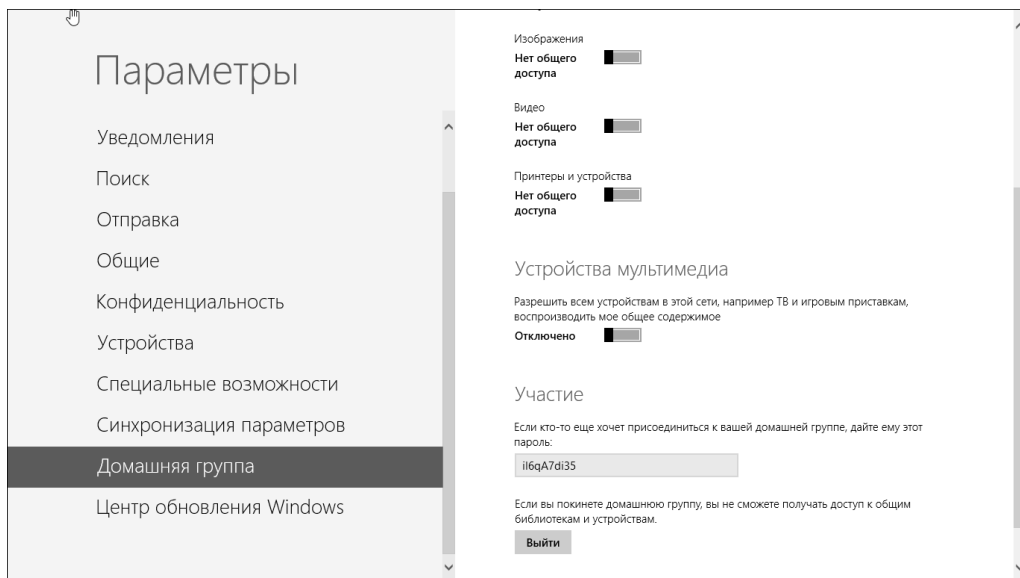 Параметры
Уведомления
Поиск
Отправка
Общие
Конфиденциальность
Устройства
Специальные возможности
Синхронизация параметров
Домашняя группа
Центр обновления Windows
Изображения
Нет общего
доступа
Видео
Нет общего
доступа
Принтеры и устройства
Нет общего
доступа
Устройства мультимедиа
Разрешить всем устройствам в этой сети, например ТВ и игровым приставкам,
воспроизводить мое общее содержимое
Отключено
Участие
Если кто-то еще хочет присоединиться к вашей домашней группе, дайте ему этот
пароль:
iI6qA7di35
Если вы покинете домашнюю группу, вы не сможете получать доступ к общим
библиотекам и устройствам.
Выйти